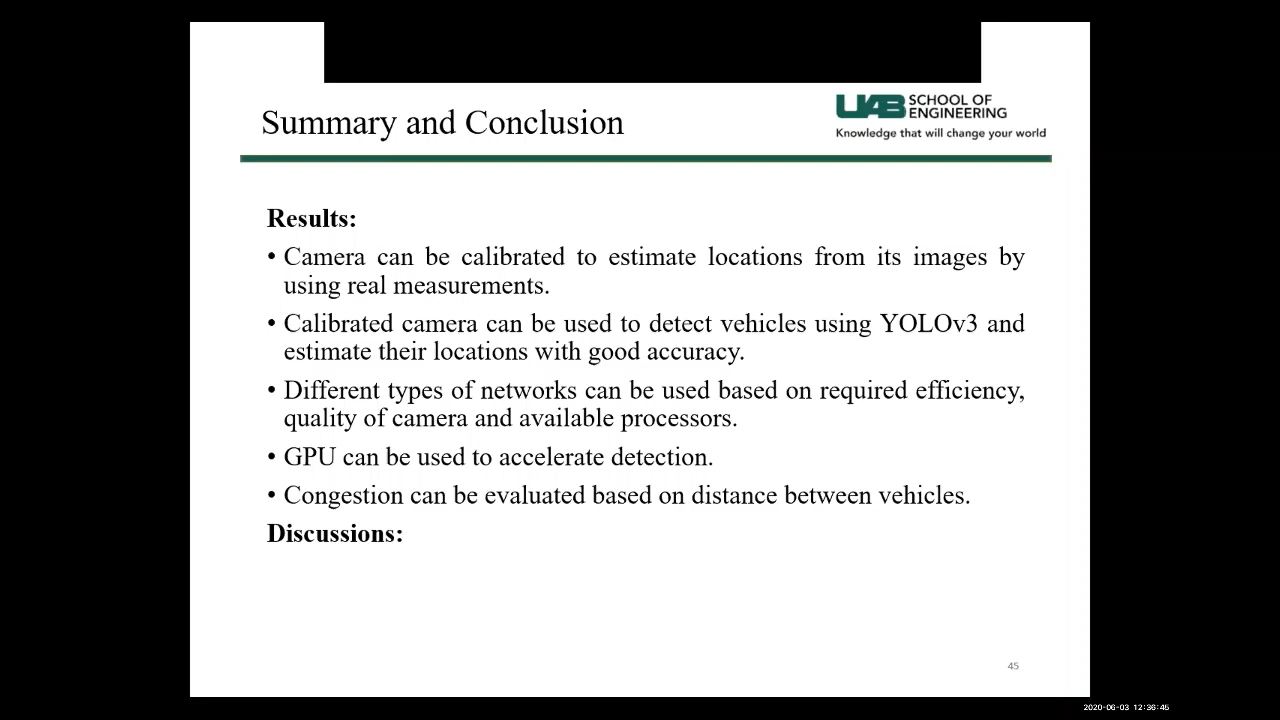 Summary and Conclusion
UAB SCHOOL OF
ENGINEERING
Knowledge that will change your world
Results:
• Camera can be calibrated to estimate locations from its images by
using real measurements.
• Calibrated camera can be used to detect vehicles using YOLOv3 and
estimate their locations with good accuracy.
• Different types of networks can be used based on required efficiency,
quality of camera and available processors.
• GPU can be used to accelerate detection.
• Congestion can be evaluated based on distance between vehicles.
Discussions:
45
2020-06-03 12:36:45